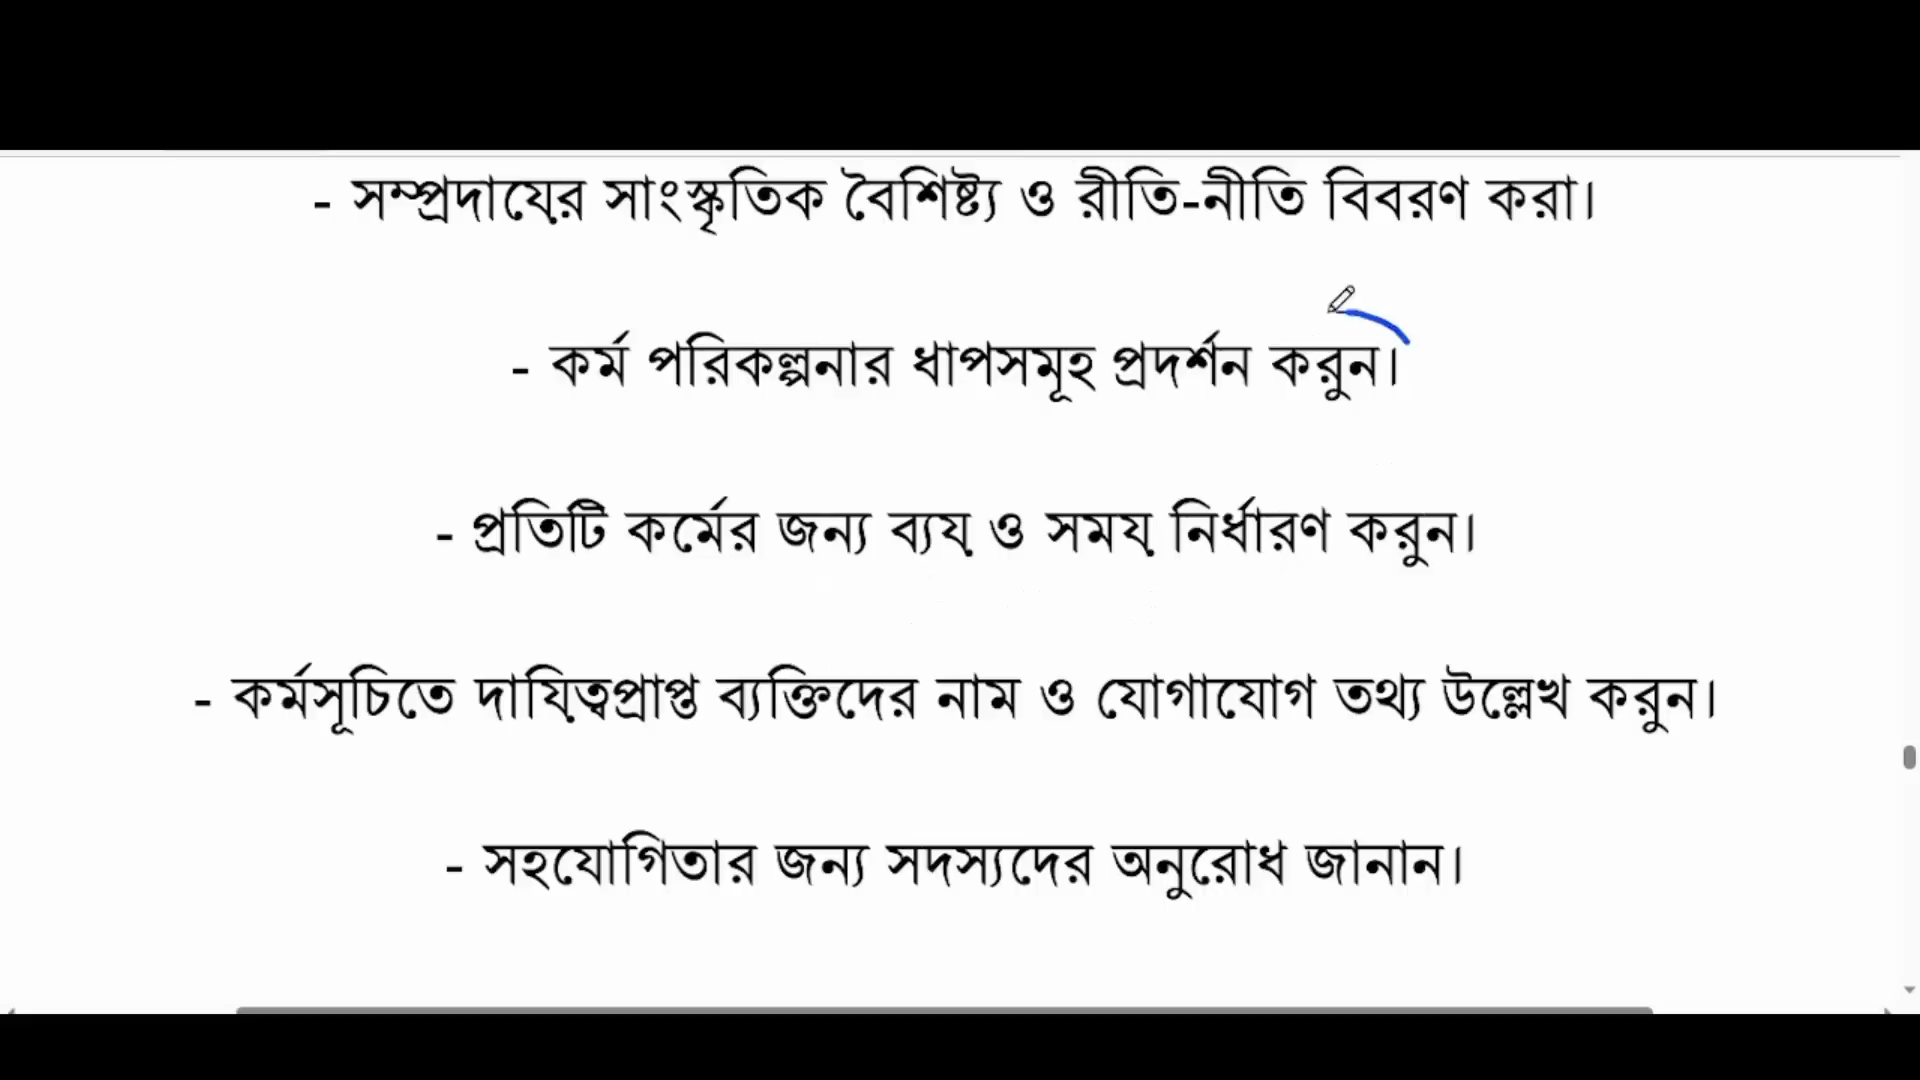 - সম্প্রদায়ের সাংস্কৃতিক বৈশিষ্ট্য ও রীতি-নীতি বিবরণ করা।
- কর্ম পরিকল্পনার ধাপসমূহ প্রদর্শন করুন।
- প্রতিটি কর্মের জন্য ব্যয় ও সময় নির্ধারণ করুন।
- কর্মসূচিতে দায়িত্বপ্রাপ্ত ব্যক্তিদের নাম ও যোগাযোগ তথ্য উল্লেখ করুন।
- সহযোগিতার জন্য সদস্যদের অনুরোধ জানান।